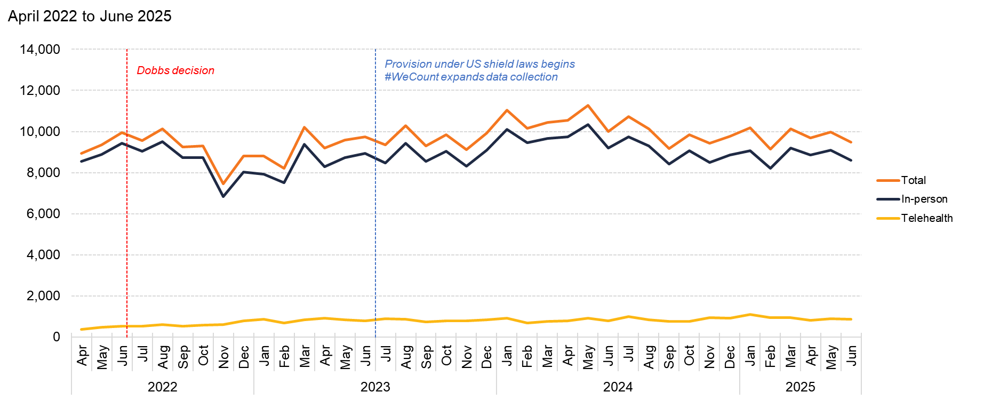 April 2022 to June 2025
14,000
12,000
10,000
8,000
6,000
4,000
2,000
0
Dobbs decision
Provision under US shield laws begins
#WeCount expands data collection
Total
In-person
Telehealth
Apr May Jun Jul Aug Sep Oct Nov Dec Jan Feb Mar Apr May Jun Jul Aug Sep Oct Nov Dec Jan Feb Mar Apr May Jun Jul Aug Sep Oct Nov Dec Jan Feb Mar Apr May Jun
2022 2023 2024 2025